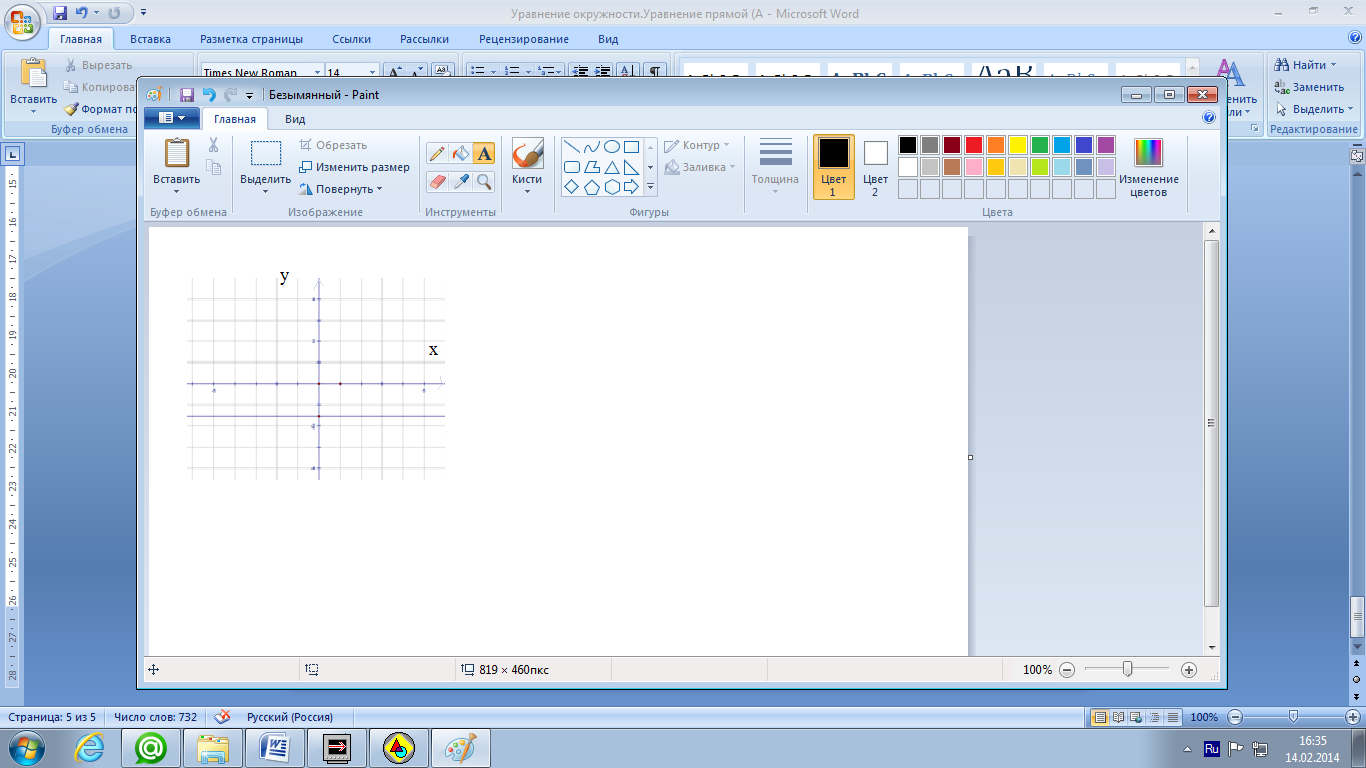 Уравнение окружности.Уравнение прямой (А - Microsoft Word
Главная Вставка Разметка страницы Ссылки Рассылки Рецензирование Вид
Вставить
Вырезать
Копировать
Формат по
Буфер обмена
Times New Roman 14
Найти
Заменить
Выделить
Редактирование
Безымянный - Paint
Главная Вид
Вставить
Буфер обмена
Выделить
Обрезать
Изменить размер
Повернуть
Изображение
Инструменты
Кисти
Контур
Заливка
Фигуры
Толщина
Цвет 1
Цвет 2
Изменение цветов
Цвета
y
x
819 × 460пкс
100%
Страница: 5 из 5 Число слов: 732 Русский (Россия) 100%
Ru
16:35
14.02.2014